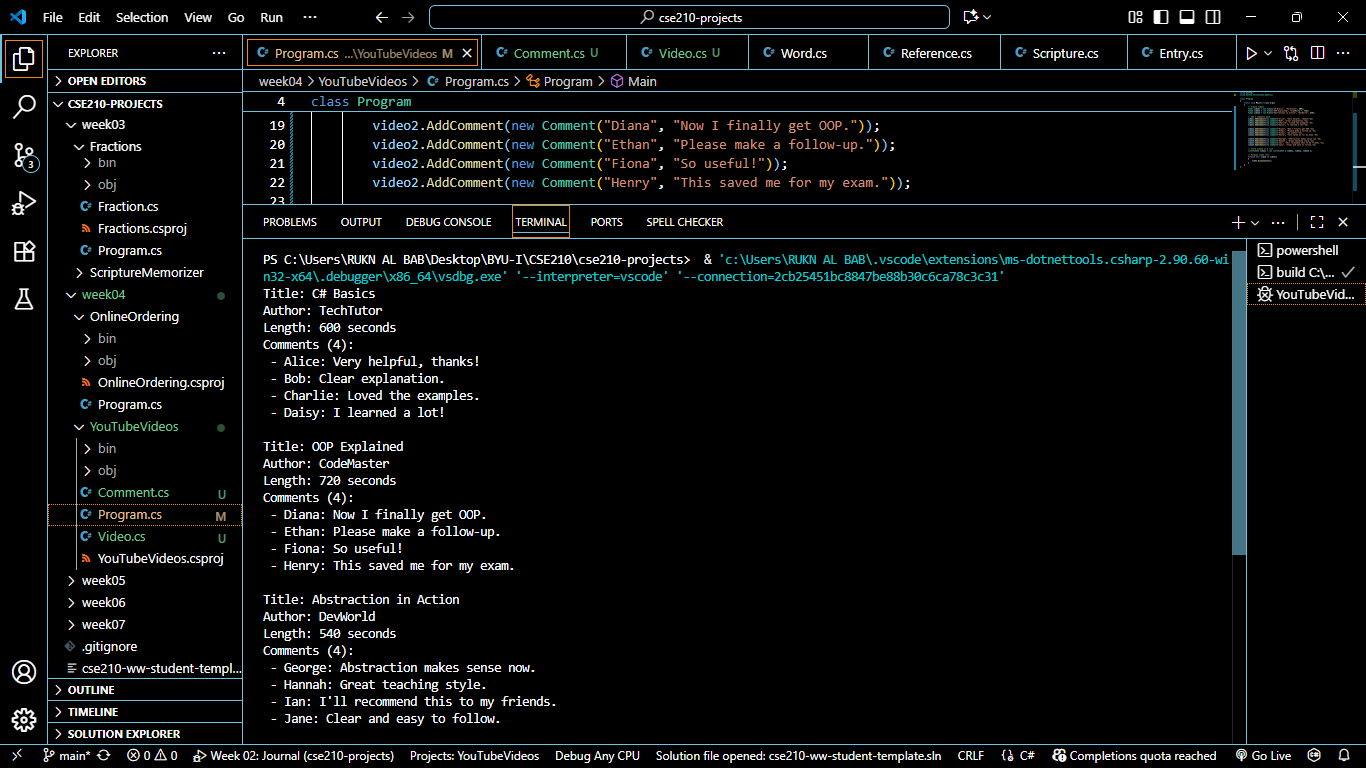 File Edit Selection View Go Run ···
cse210-projects
EXPLORER
OPEN EDITORS
CSE210-PROJECTS
week03
Fractions
bin
obj
Fraction.cs
Fractions.csproj
Program.cs
ScriptureMemorizer
week04
OnlineOrdering
bin
obj
OnlineOrdering.csproj
Program.cs
YouTubeVideos
bin
obj
Comment.cs U
Program.cs M
Video.cs U
YouTubeVideos.csproj
week05
week06
week07
.gitignore
cse210-ww-student-templ...
OUTLINE
TIMELINE
SOLUTION EXPLORER
3
Program.cs ...\YouTubeVideos M Comment.cs U Video.cs U Word.cs Reference.cs Scripture.cs Entry.cs
week04 > YouTubeVideos > Program.cs > Program > Main
4 class Program
19 video2.AddComment(new Comment("Diana", "Now I finally get OOP."));
20 video2.AddComment(new Comment("Ethan", "Please make a follow-up."));
21 video2.AddComment(new Comment("Fiona", "So useful!"));
22 video2.AddComment(new Comment("Henry", "This saved me for my exam."));
23
PROBLEMS OUTPUT DEBUG CONSOLE TERMINAL PORTS SPELL CHECKER
PS C:\Users\RUKN AL BAB\Desktop\BYU-I\CSE210\cse210-projects> & 'c:\Users\RUKN AL BAB\.vscode\extensions\ms-dotnettools.csharp-2.90.60-wi
n32-x64\.debugger\x86_64\vsdbg.exe' '--interpreter=vscode' '--connection=2cb25451bc8847be88b30c6ca78c3c31'
Title: C# Basics
Author: TechTutor
Length: 600 seconds
Comments (4):
- Alice: Very helpful, thanks!
- Bob: Clear explanation.
- Charlie: Loved the examples.
- Daisy: I learned a lot!
Title: OOP Explained
Author: CodeMaster
Length: 720 seconds
Comments (4):
- Diana: Now I finally get OOP.
- Ethan: Please make a follow-up.
- Fiona: So useful!
- Henry: This saved me for my exam.
Title: Abstraction in Action
Author: DevWorld
Length: 540 seconds
Comments (4):
- George: Abstraction makes sense now.
- Hannah: Great teaching style.
- Ian: I'll recommend this to my friends.
- Jane: Clear and easy to follow.
powershell
build C:\...
YouTubeVid...
main* 0 0 Week 02: Journal (cse210-projects) Projects: YouTubeVideos Debug Any CPU Solution file opened: cse210-ww-student-template.sln CRLF {} C# Completions quota reached Go Live